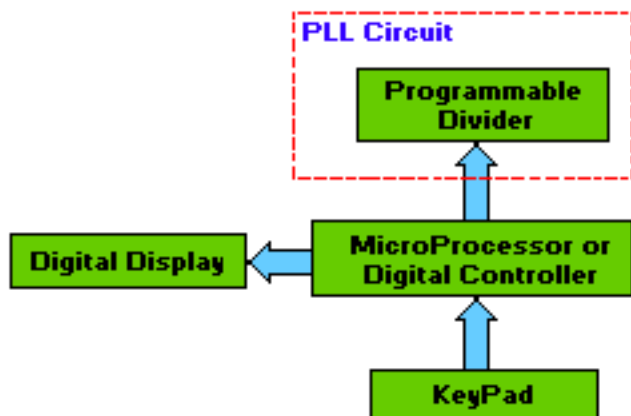 PLL Circuit
Programmable
Divider
Digital Display
MicroProcessor or
Digital Controller
KeyPad